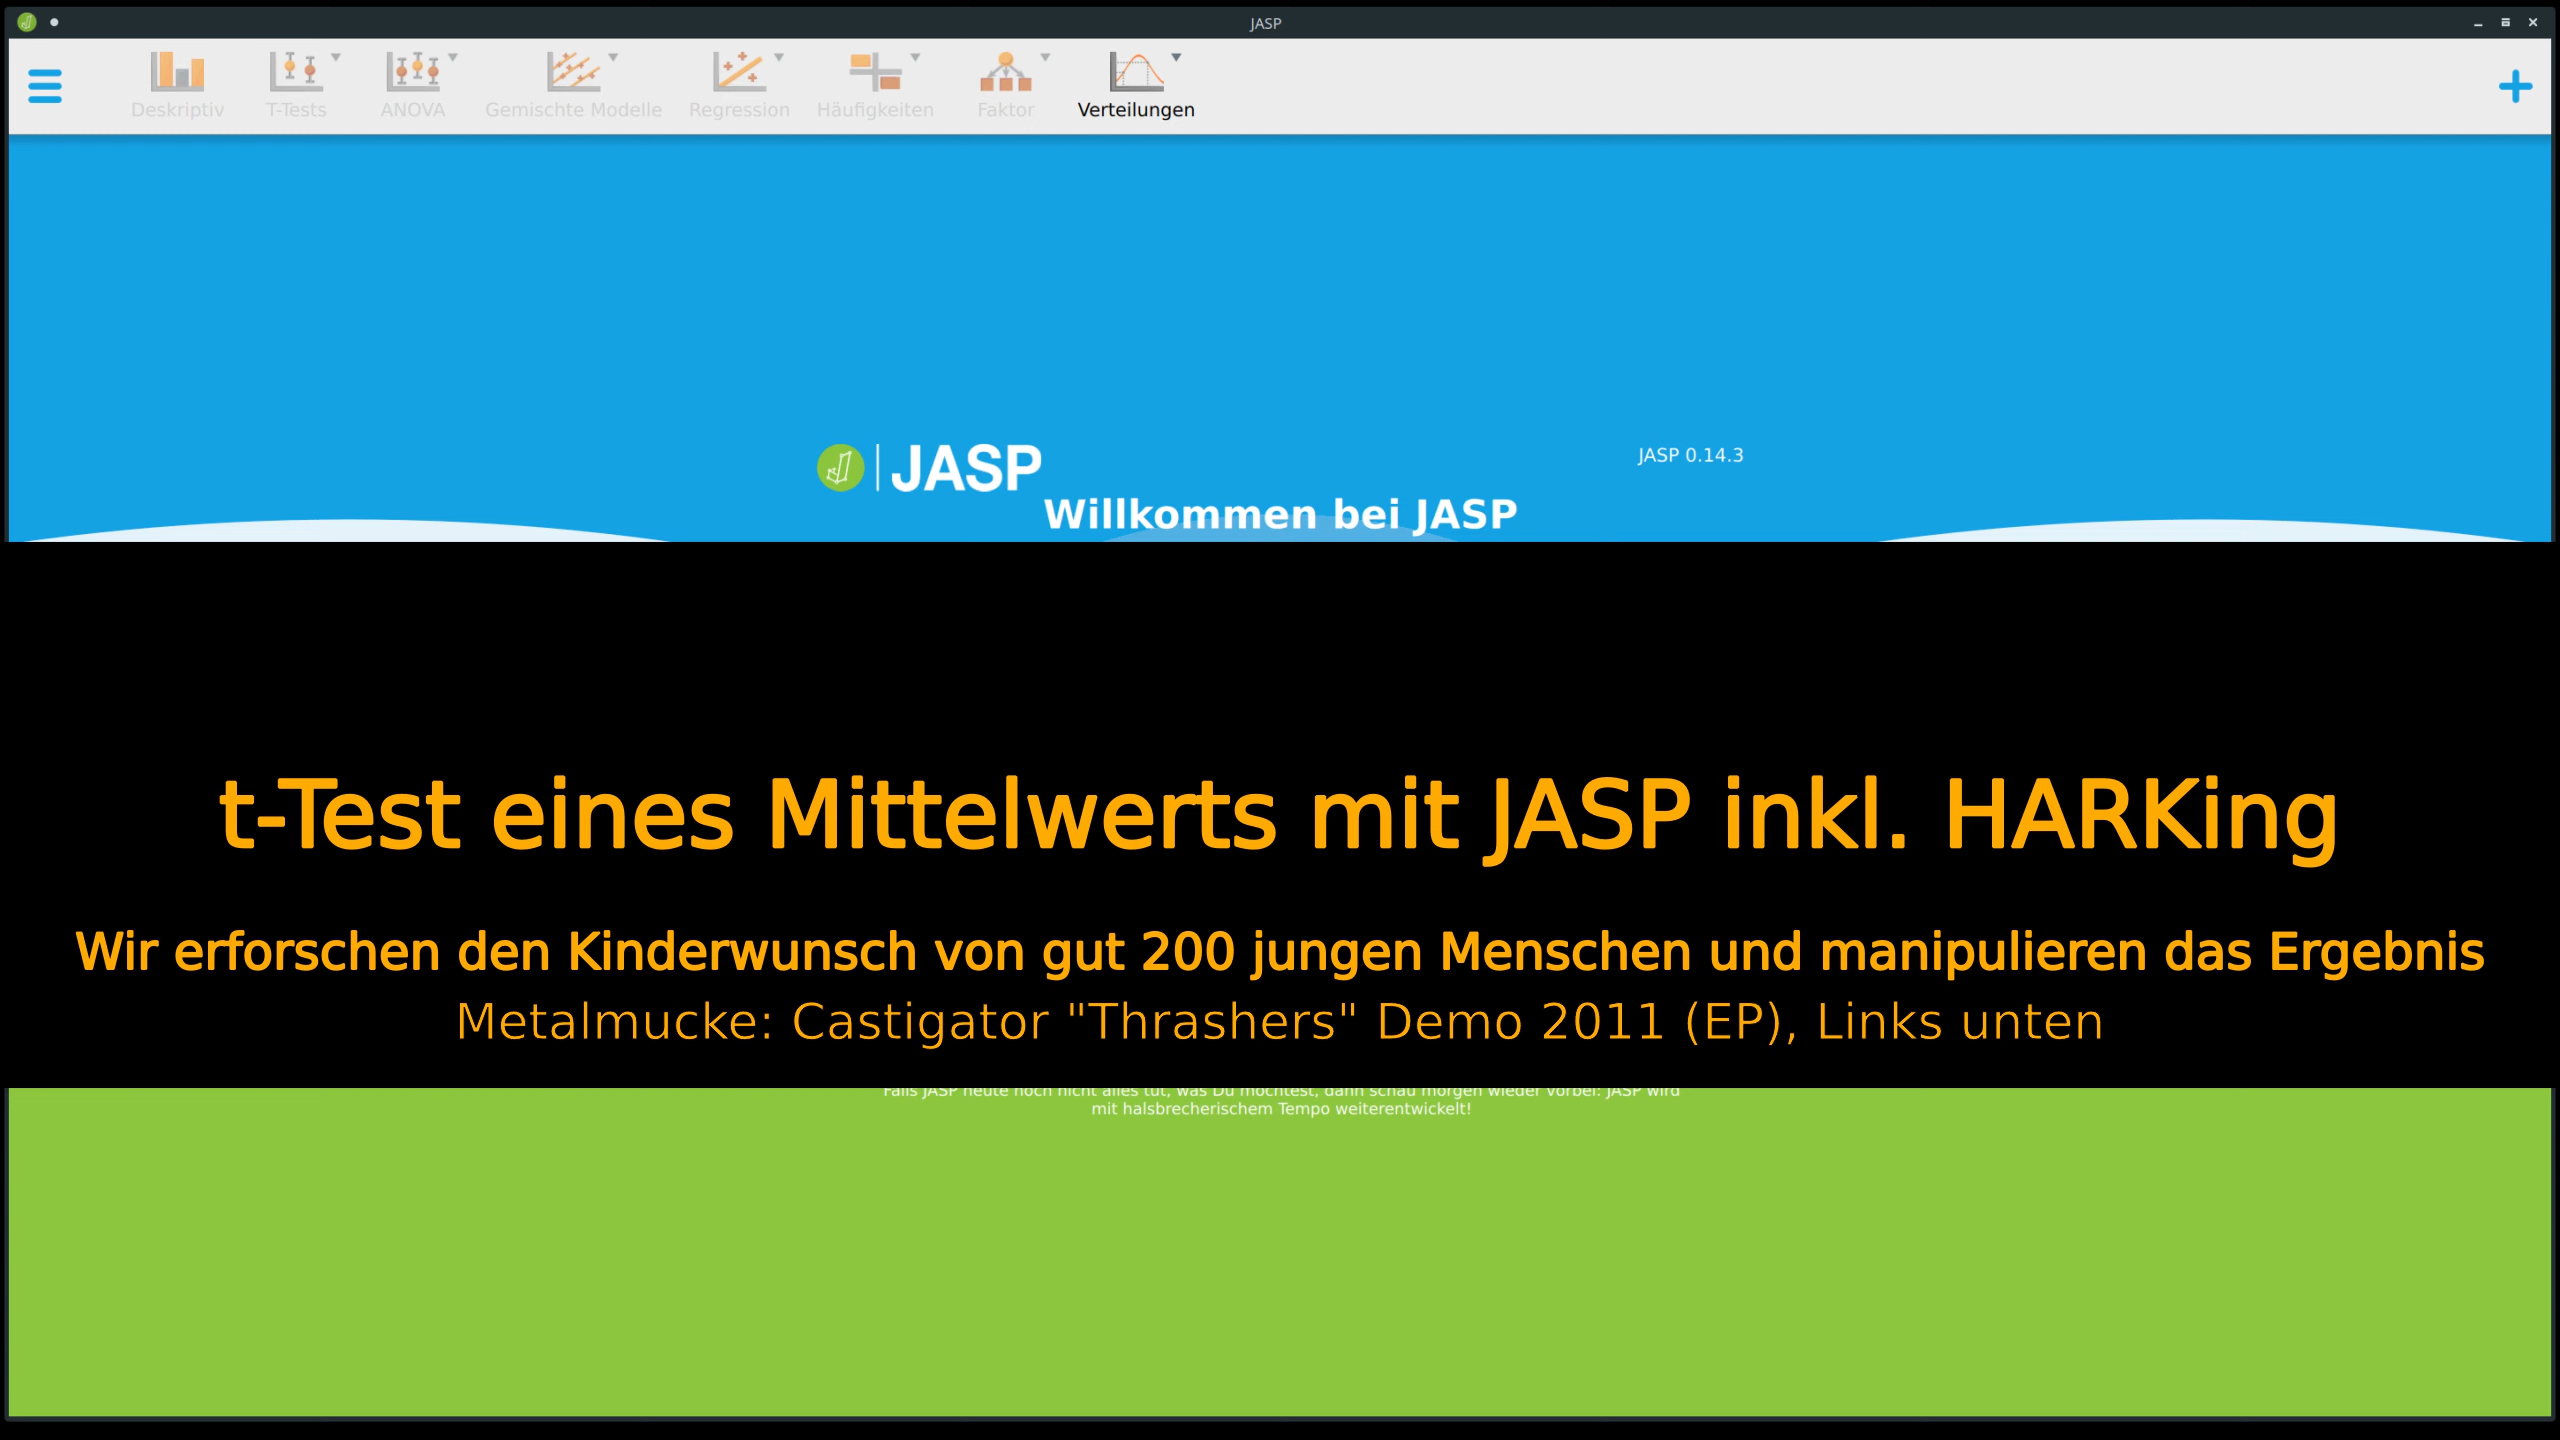 JASP
Deskriptiv T-Tests ANOVA Gemischte Modelle Regression Häufigkeiten Faktor Verteilungen
JASP JASP 0.14.3
Willkommen bei JASP
t-Test eines Mittelwerts mit JASP inkl. HARKing
Wir erforschen den Kinderwunsch von gut 200 jungen Menschen und manipulieren das Ergebnis
Metalmucke: Castigator "Thrashers" Demo 2011 (EP), Links unten
Falls JASP heute noch nicht alles tut, was Du möchtest, dann schau morgen wieder vorbei: JASP wird
mit halsbrecherischem Tempo weiterentwickelt!